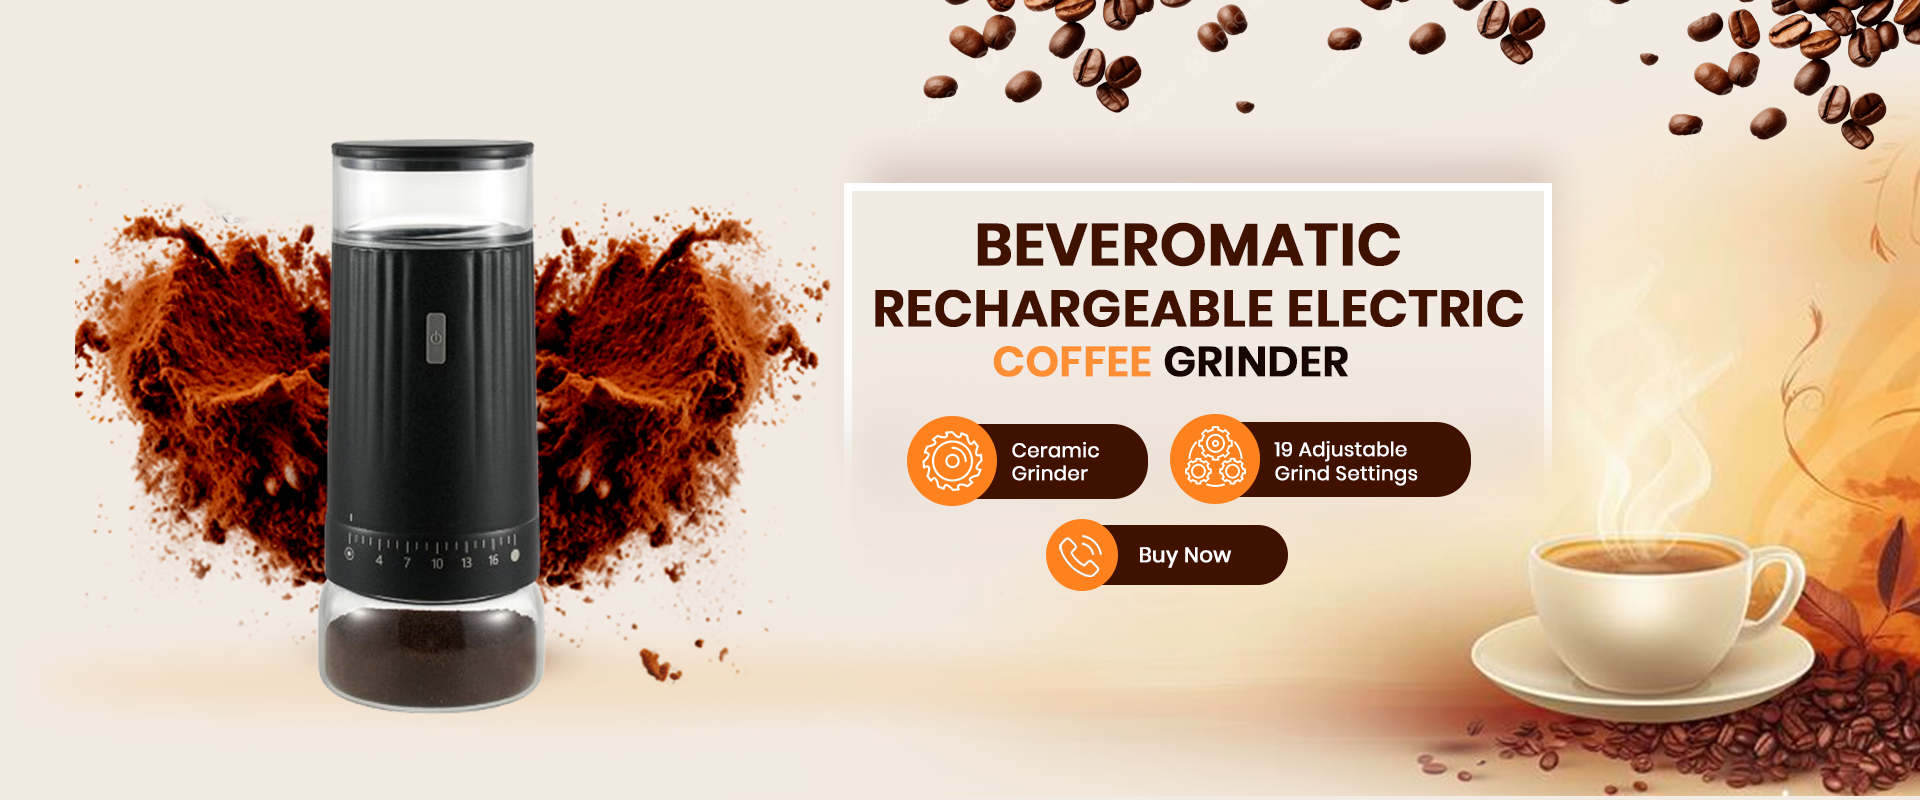 BEVEROMATIC
RECHARGEABLE ELECTRIC
COFFEE GRINDER
Ceramic
Grinder
19 Adjustable
Grind Settings
Buy Now
4 7 10 13 16